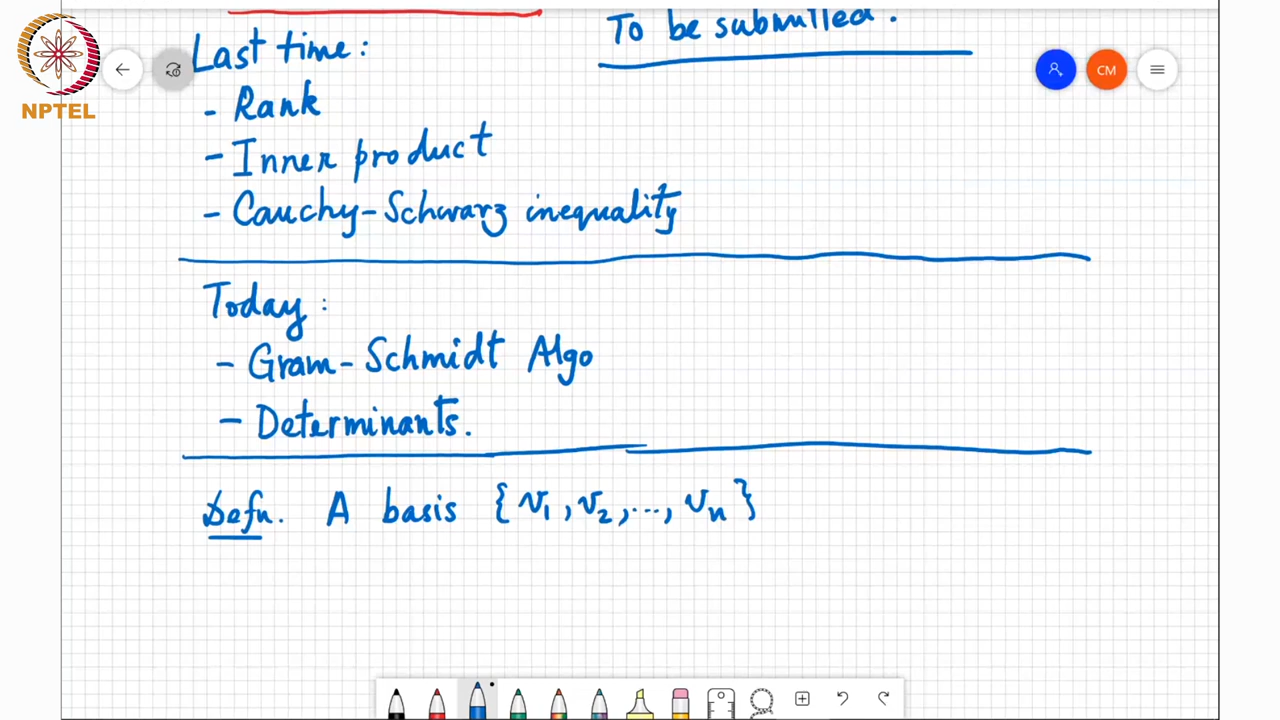 To be submitted.
Last time:
- Rank
- Inner product
- Cauchy-Schwarz inequality
NPTEL
CM
Today:
- Gram-Schmidt Algo
- Determinants.
Defn. A basis {v1, v2, ..., vn}